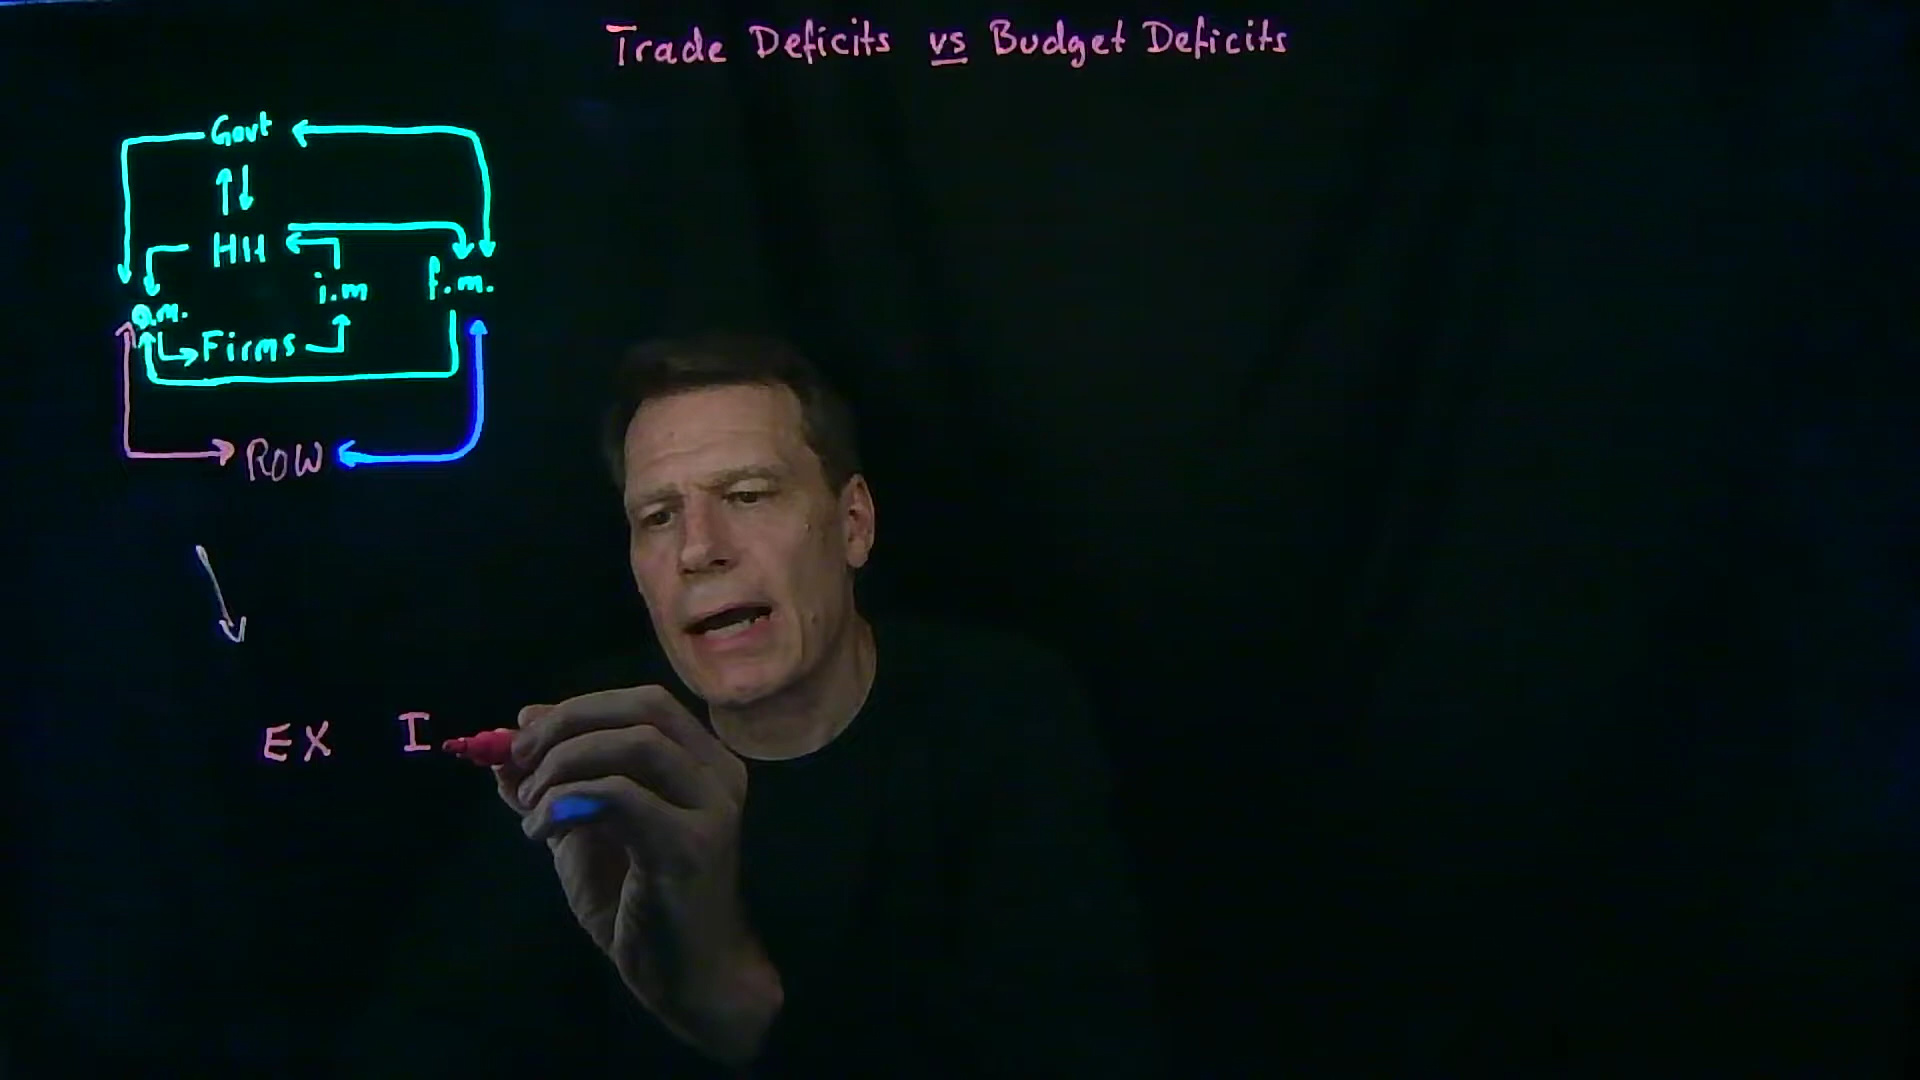 Trade Deficits vs Budget Deficits
Govt
HH
i.m f.m.
o.m.
Firms
ROW
EX I